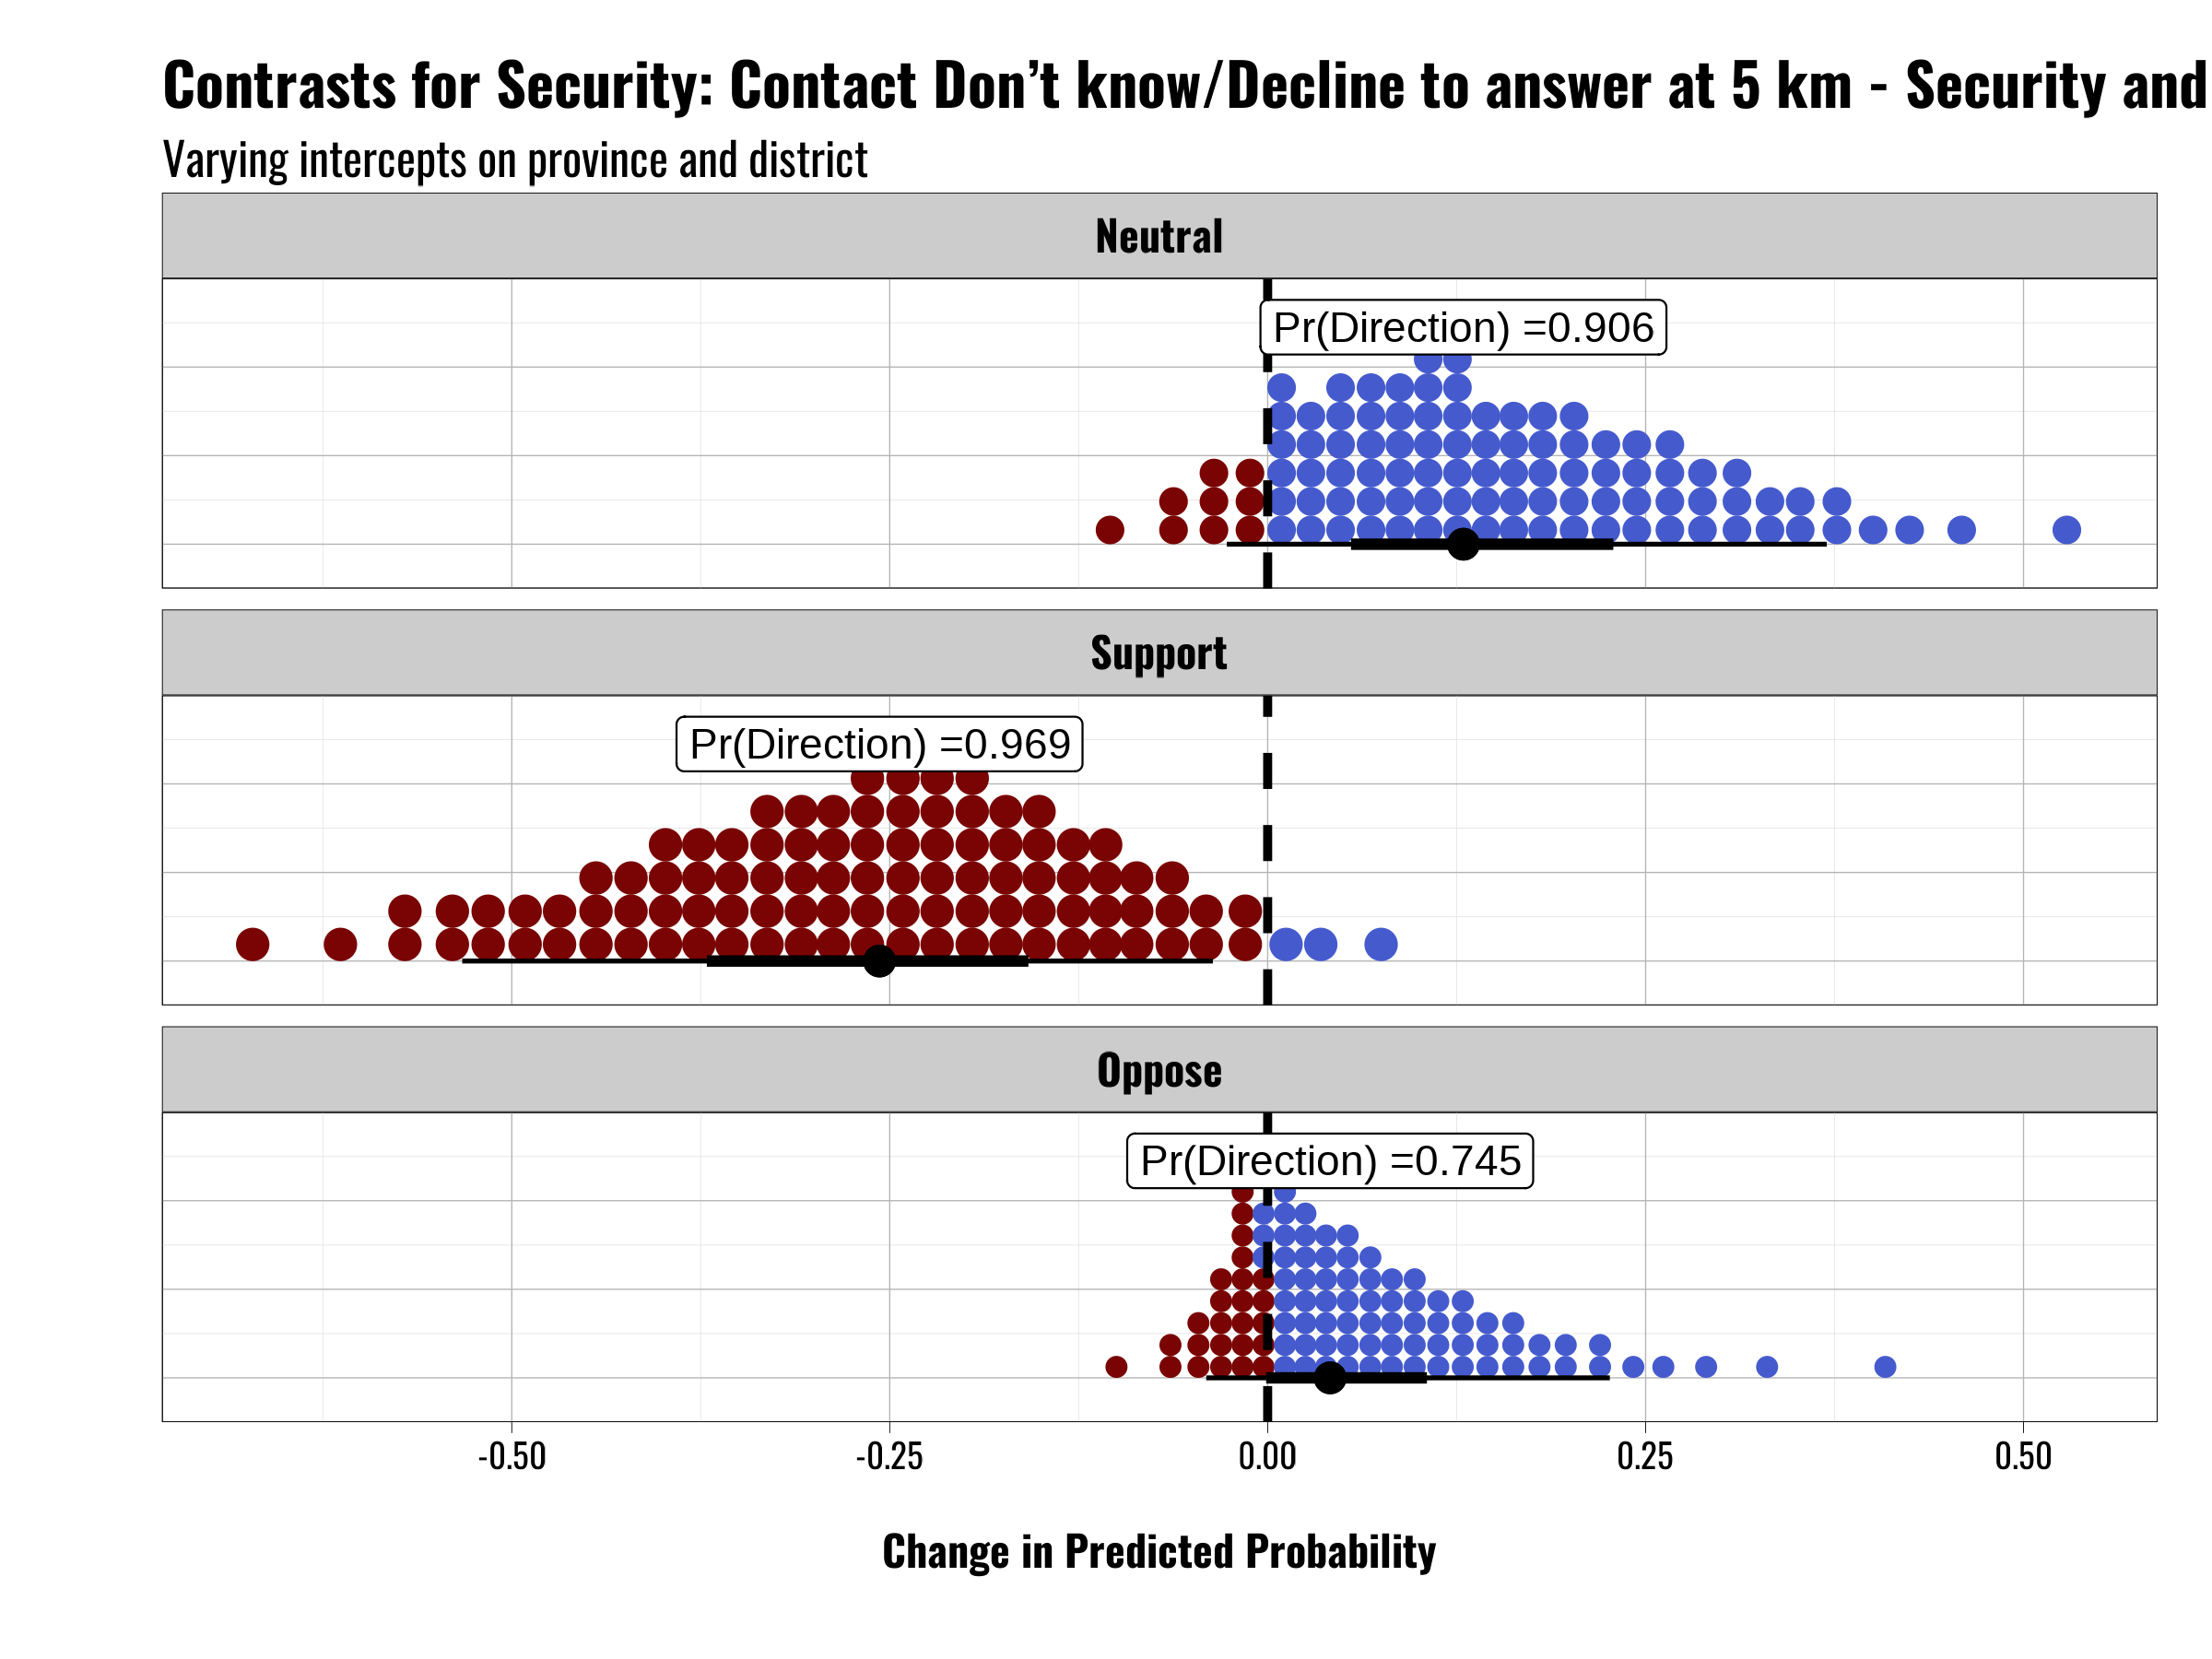 Contrasts for Security: Contact Don’t know/Decline to answer at 5 km - Security and
Varying intercepts on province and district
Neutral
Pr(Direction) =0.906
Support
Pr(Direction) =0.969
Oppose
Pr(Direction) =0.745
-0.50 -0.25 0.00 0.25 0.50
Change in Predicted Probability